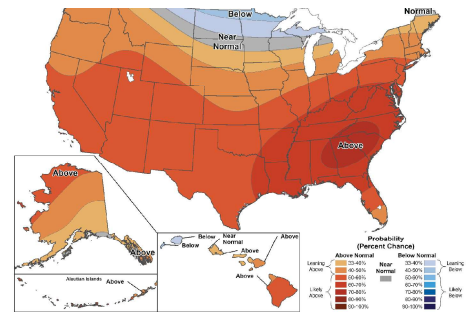 Below
Normal
Near
Normal
Above
Above
Above
Aleutian Islands
Above
Below
Below
Near
Normal
Above
Above
Above
Probability
(Percent Chance)
Above Normal
Below Normal
Near
Normal
Leaning
Above
Likely
Above
33-40%
40-50%
50-60%
60-70%
70-80%
80-90%
90-100%
33-40%
40-50%
50-60%
60-70%
70-80%
80-90%
90-100%
Leaning
Below
Likely
Below